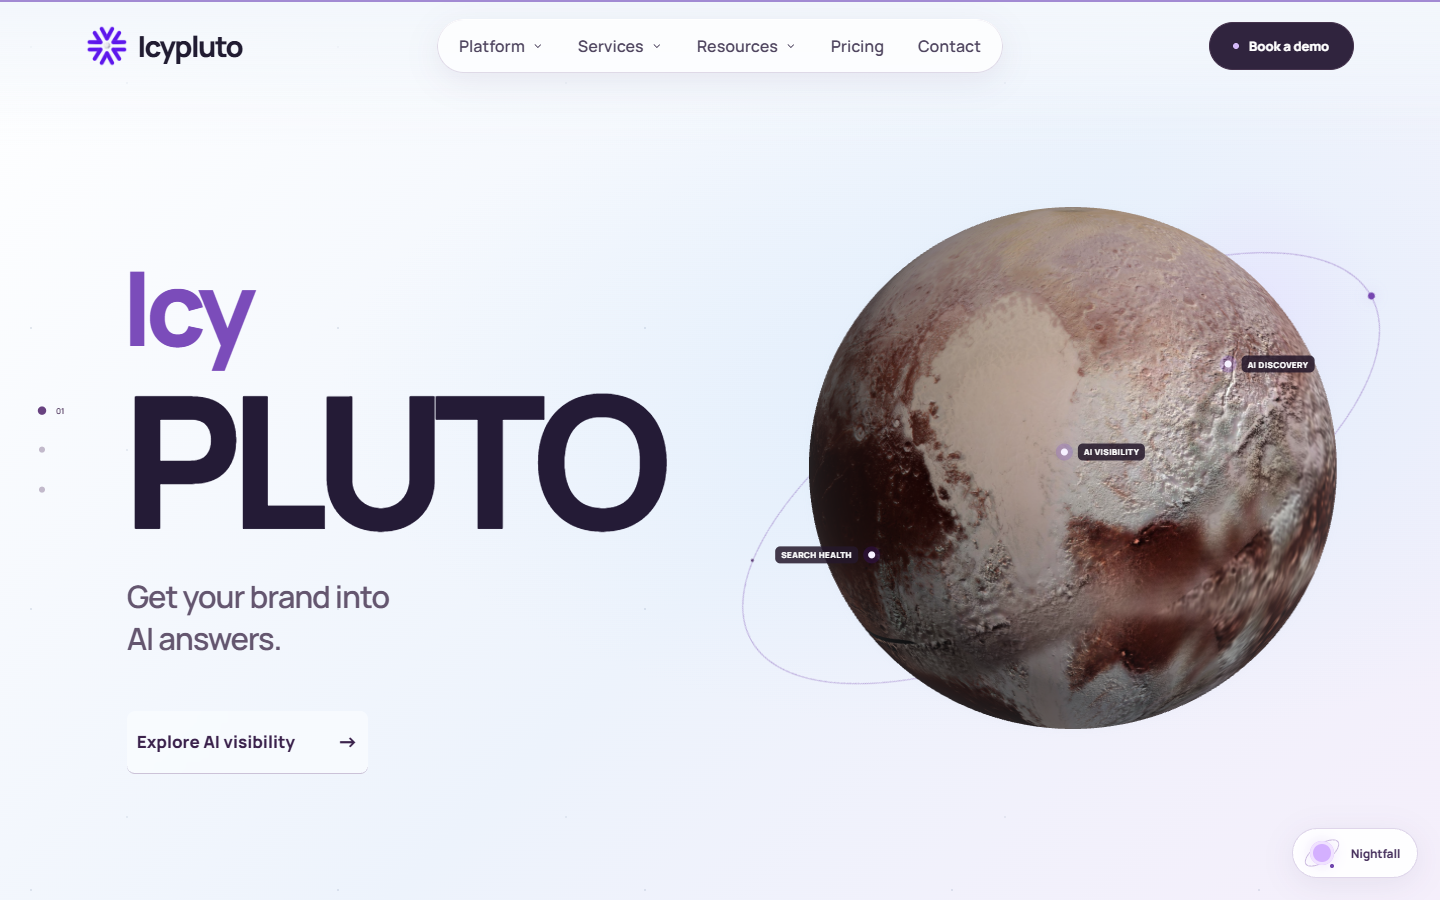 Icypluto
Platform
Services
Resources
Pricing
Contact
Book a demo
Icy
PLUTO
01
Get your brand into
AI answers.
Explore AI visibility
AI DISCOVERY
AI VISIBILITY
SEARCH HEALTH
Nightfall